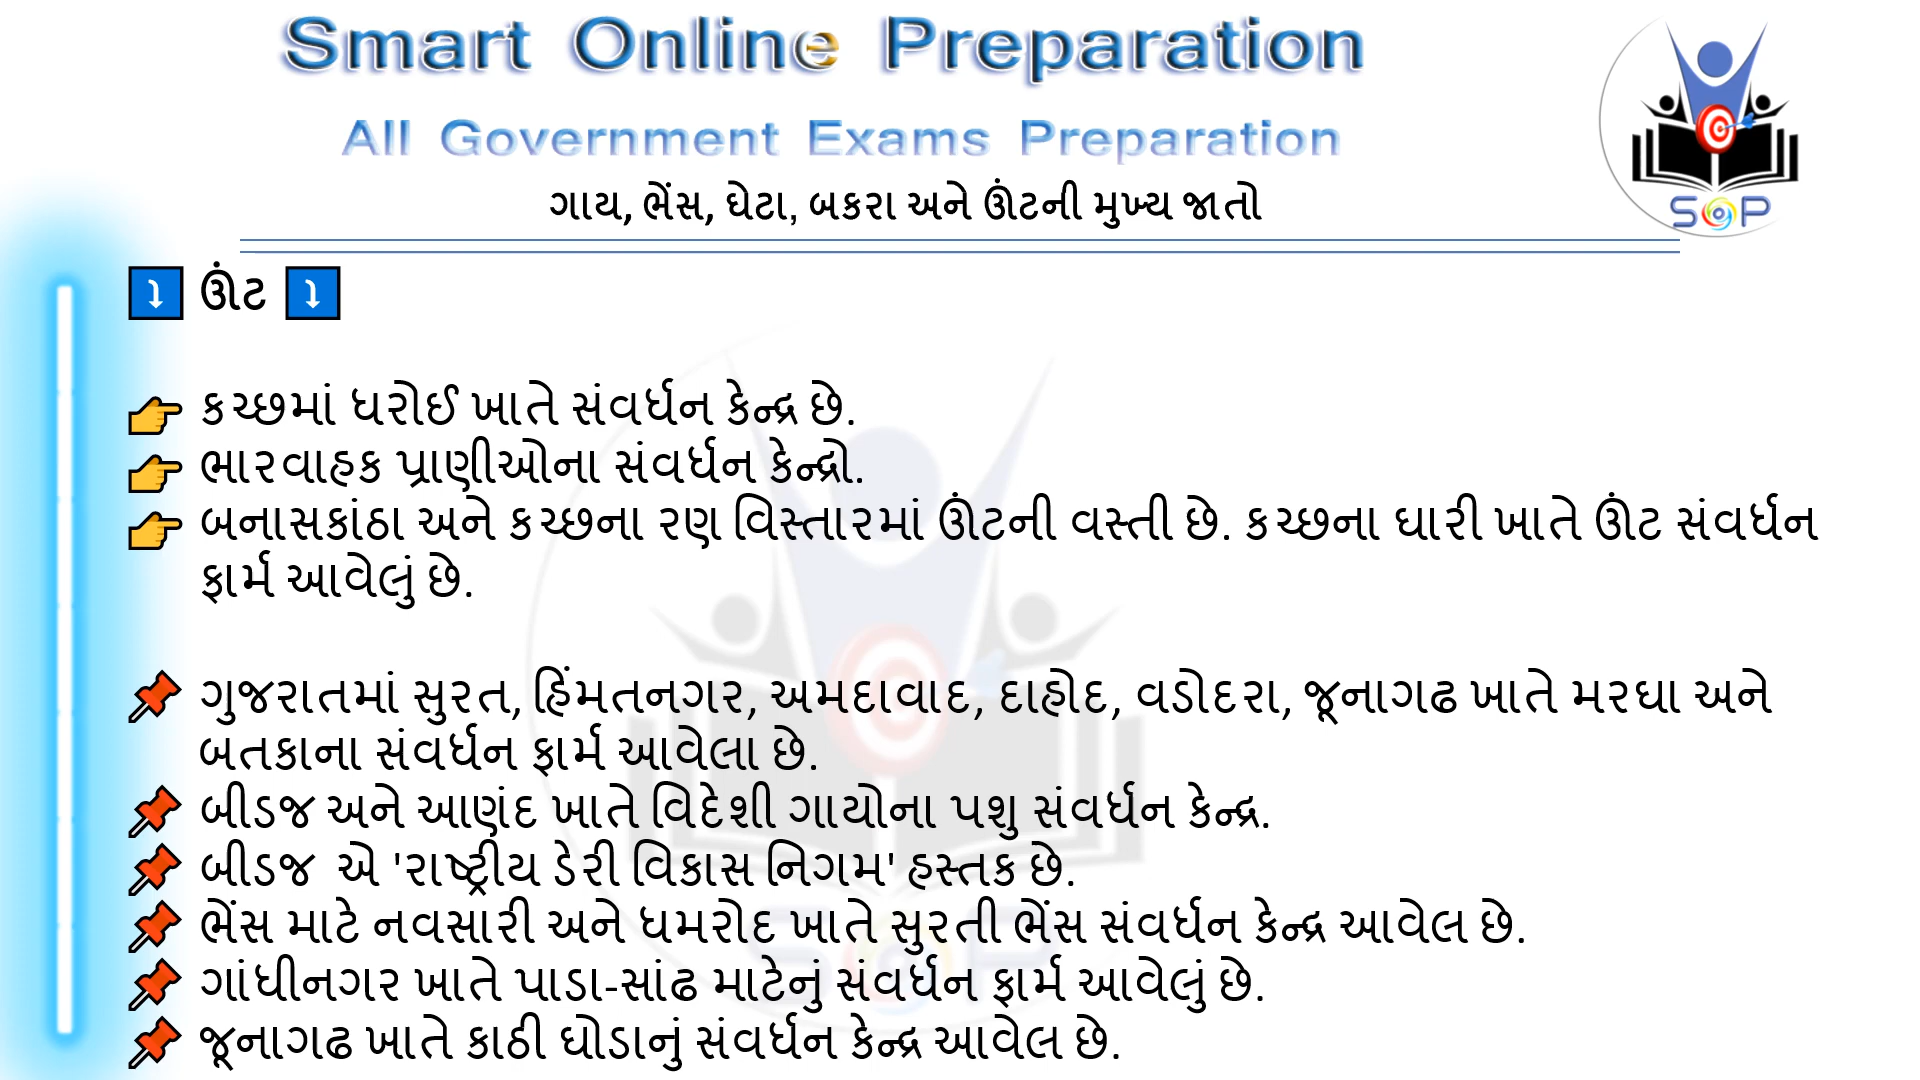 Smart Online Preparation
All Government Exams Preparation
ગાય, ભેંસ, ઘેટા, બકરા અને ઊંટની મુખ્ય જાતો
SOP
⤵ ઊંટ ⤵
👉 કચ્છમાં ધરોઈ ખાતે સંવર્ધન કેન્દ્ર છે.
👉 ભારવાહક પ્રાણીઓના સંવર્ધન કેન્દ્રો.
👉 બનાસકાંઠા અને કચ્છના રણ વિસ્તારમાં ઊંટની વસ્તી છે. કચ્છના ધારી ખાતે ઊંટ સંવર્ધન
ફાર્મ આવેલું છે.
📌 ગુજરાતમાં સુરત, હિંમતનગર, અમદાવાદ, દાહોદ, વડોદરા, જૂનાગઢ ખાતે મરઘા અને
બતકાના સંવર્ધન ફાર્મ આવેલા છે.
📌 બીડજ અને આણંદ ખાતે વિદેશી ગાયોના પશુ સંવર્ધન કેન્દ્ર.
📌 બીડજ એ 'રાષ્ટ્રીય ડેરી વિકાસ નિગમ' હસ્તક છે.
📌 ભેંસ માટે નવસારી અને ધમરોદ ખાતે સુરતી ભેંસ સંવર્ધન કેન્દ્ર આવેલ છે.
📌 ગાંધીનગર ખાતે પાડા-સાંઢ માટેનું સંવર્ધન ફાર્મ આવેલું છે.
📌 જૂનાગઢ ખાતે કાઠી ઘોડાનું સંવર્ધન કેન્દ્ર આવેલ છે.